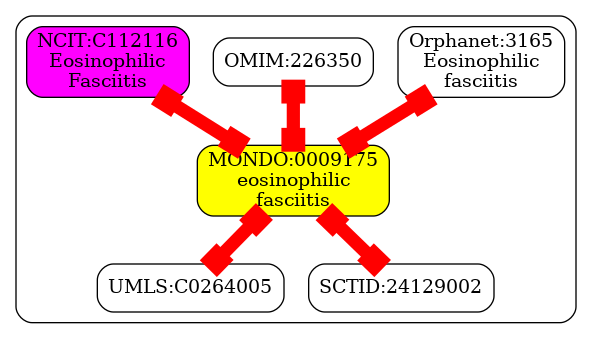 NCIT:C112116
Eosinophilic
Fasciitis
OMIM:226350
Orphanet:3165
Eosinophilic
fasciitis
MONDO:0009175
eosinophilic
fasciitis
UMLS:C0264005
SCTID:24129002